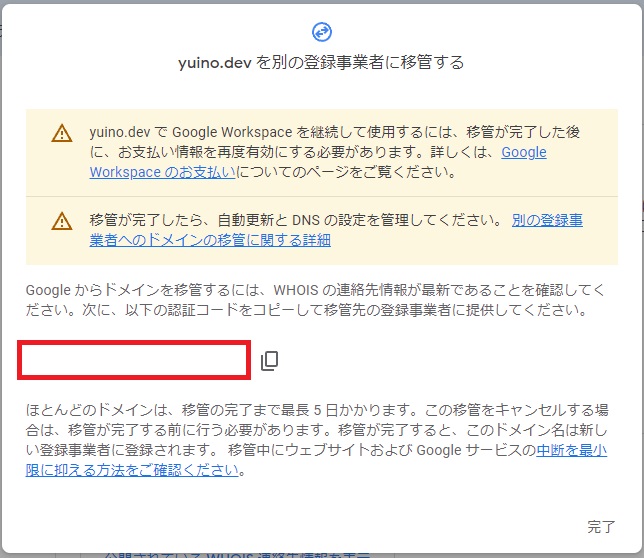 yuino.dev を別の登録事業者に移管する
yuino.dev で Google Workspace を継続して使用するには、移管が完了した後
に、お支払い情報を再度有効にする必要があります。詳しくは、Google
Workspace のお支払いについてのページをご覧ください。
移管が完了したら、自動更新と DNS の設定を管理してください。 別の登録事
業者へのドメインの移管に関する詳細
Google からドメインを移管するには、WHOIS の連絡先情報が最新であることを確認してく
ださい。次に、以下の認証コードをコピーして移管先の登録事業者に提供してください。
ほとんどのドメインは、移管の完了まで最長 5 日かかります。この移管をキャンセルする場
合は、移管が完了する前に行う必要があります。移管が完了すると、このドメイン名は新し
い登録事業者に登録されます。 移管中にウェブサイトおよび Google サービスの中断を最小
限に抑える方法をご確認ください。
完了